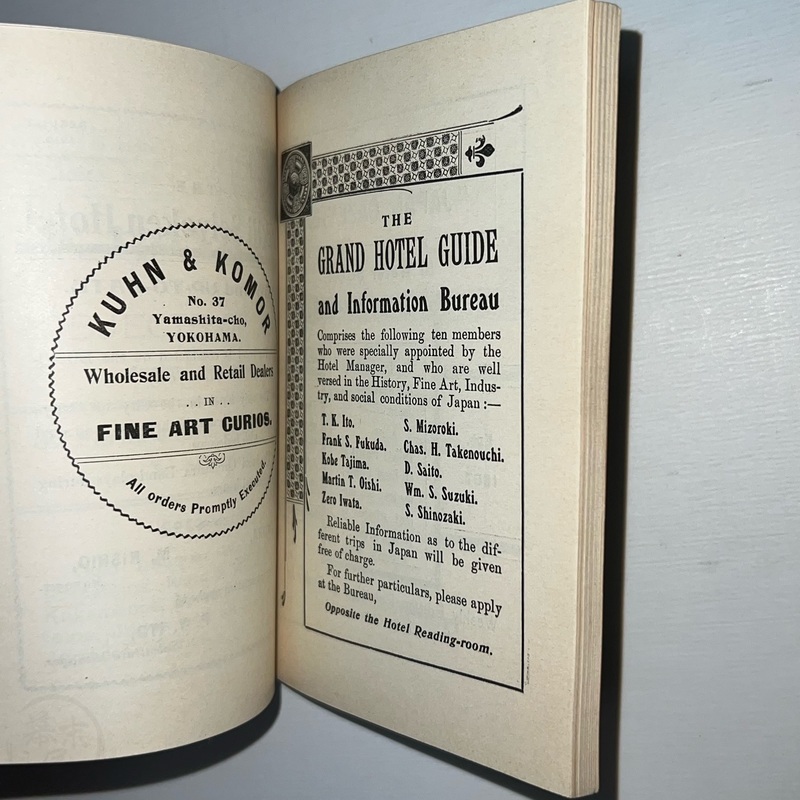 KUHN & KOMOR
No. 37
Yamashita-cho,
YOKOHAMA.
Wholesale and Retail Dealers
.. IN ..
FINE ART CURIOS.
All orders Promptly Executed.
THE
GRAND HOTEL GUIDE
and Information Bureau
Comprises the following ten members
who were specially appointed by the
Hotel Manager, and who are well
versed in the History, Fine Art, Indus-
try, and social conditions of Japan :—
T. K. Ito. S. Mizoroki.
Frank S. Fukuda. Chas. H. Takenouchi.
Kobe Tajima. D. Saito.
Martin T. Oishi. Wm. S. Suzuki.
Zero Iwata. S. Shinozaki.
Reliable Information as to the dif-
ferent trips in Japan will be given
free of charge.
For further particulars, please apply
at the Bureau,
Opposite the Hotel Reading-room.